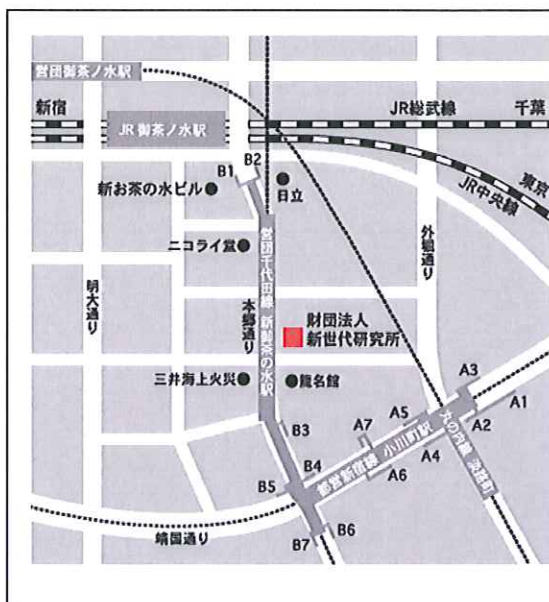 営団御茶ノ水駅
新宿
JR御茶ノ水駅
JR総武線
千葉
B1
B2
東京
JR中央線
新お茶の水ビル
日立
外堀通り
ニコライ堂
営団千代田線 新御茶の水駅
明大通り
本郷通り
財団法人
新世代研究所
三井海上火災
龍名館
A3
A1
A5
A2
A7
B3
小川町駅
A4
丸の内線 淡路町
B4
都営新宿線
A6
B5
靖国通り
B6
B7